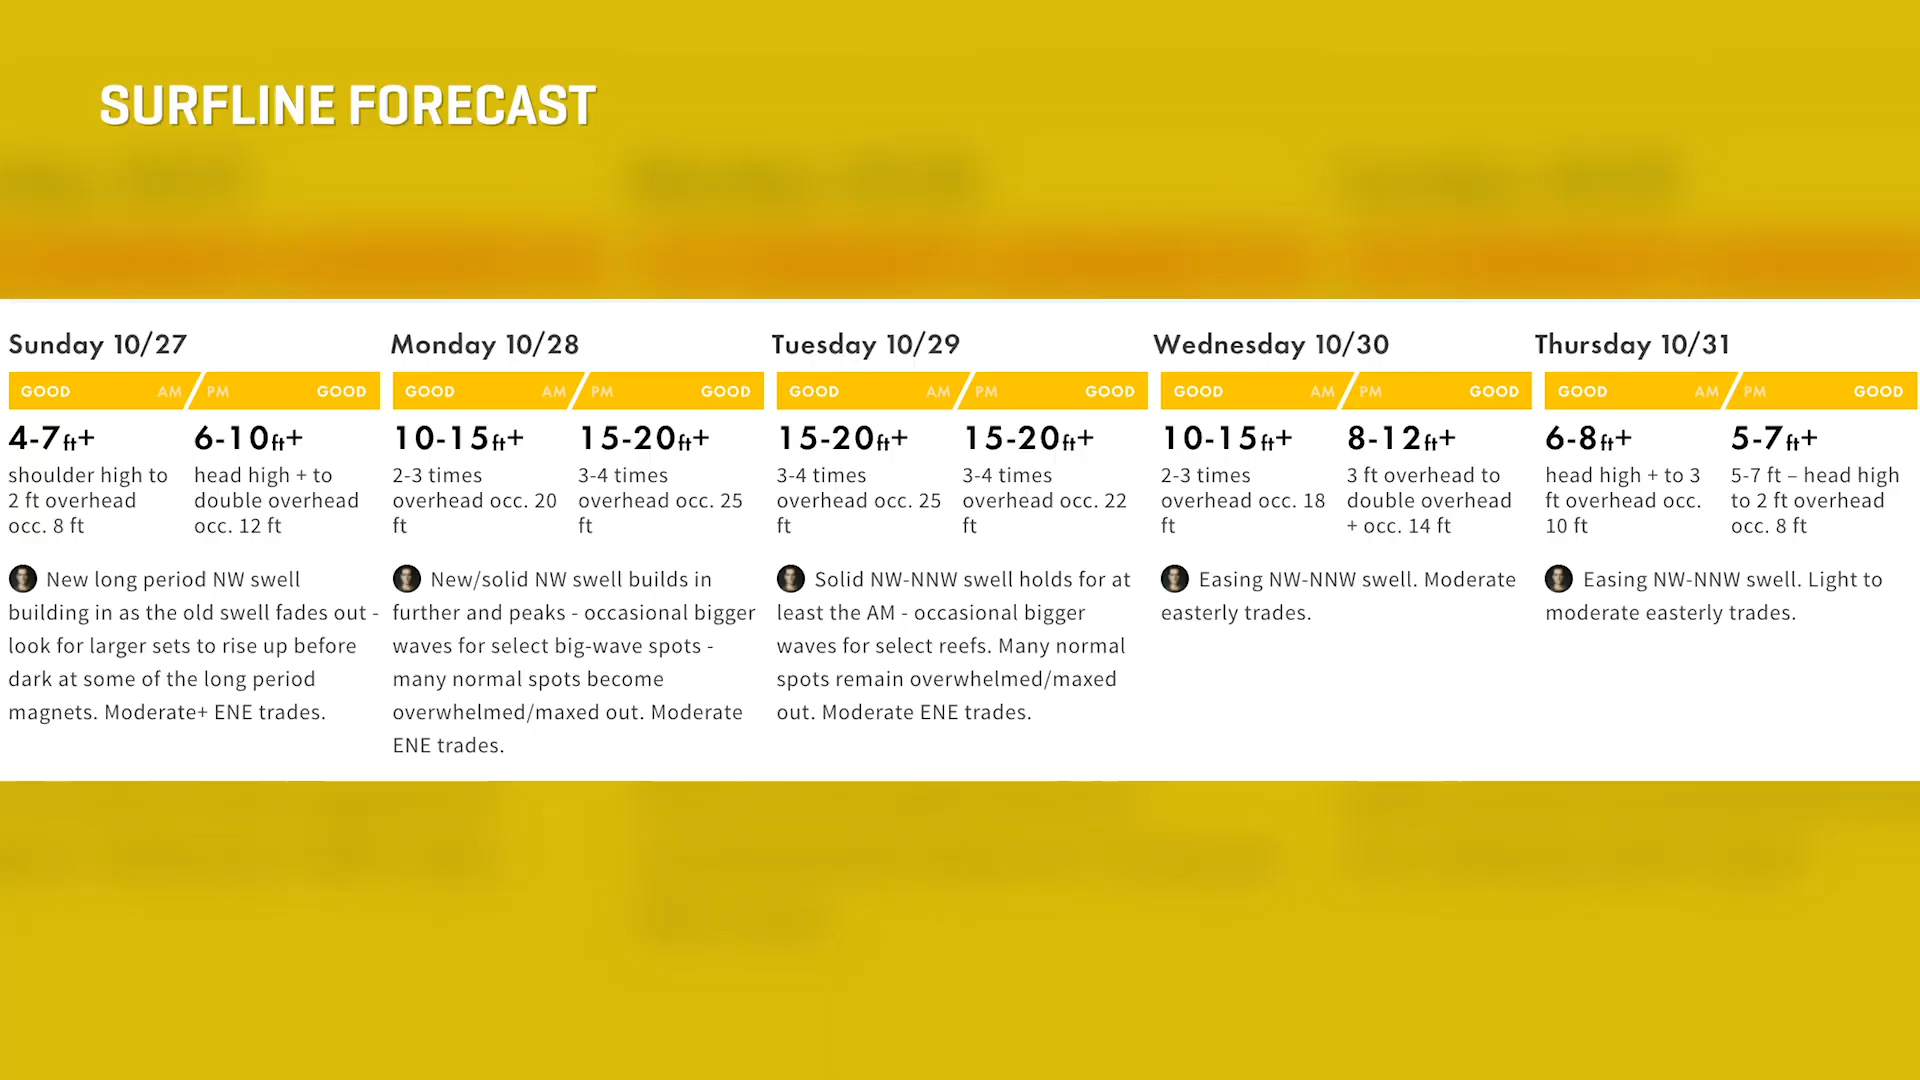 SURFLINE FORECAST
Sunday 10/27
GOOD AM PM GOOD
4-7ft+
shoulder high to
2 ft overhead
occ. 8 ft
6-10ft+
head high + to
double overhead
occ. 12 ft
New long period NW swell
building in as the old swell fades out -
look for larger sets to rise up before
dark at some of the long period
magnets. Moderate+ ENE trades.
Monday 10/28
GOOD AM PM GOOD
10-15ft+
2-3 times
overhead occ. 20
ft
15-20ft+
3-4 times
overhead occ. 25
ft
New/solid NW swell builds in
further and peaks - occasional bigger
waves for select big-wave spots -
many normal spots become
overwhelmed/maxed out. Moderate
ENE trades.
Tuesday 10/29
GOOD AM PM GOOD
15-20ft+
3-4 times
overhead occ. 25
ft
15-20ft+
3-4 times
overhead occ. 22
ft
Solid NW-NNW swell holds for at
least the AM - occasional bigger
waves for select reefs. Many normal
spots remain overwhelmed/maxed
out. Moderate ENE trades.
Wednesday 10/30
GOOD AM PM GOOD
10-15ft+
2-3 times
overhead occ. 18
ft
8-12ft+
3 ft overhead to
double overhead
+ occ. 14 ft
Easing NW-NNW swell. Moderate
easterly trades.
Thursday 10/31
GOOD AM PM GOOD
6-8ft+
head high + to 3
ft overhead occ.
10 ft
5-7ft+
5-7 ft – head high
to 2 ft overhead
occ. 8 ft
Easing NW-NNW swell. Light to
moderate easterly trades.